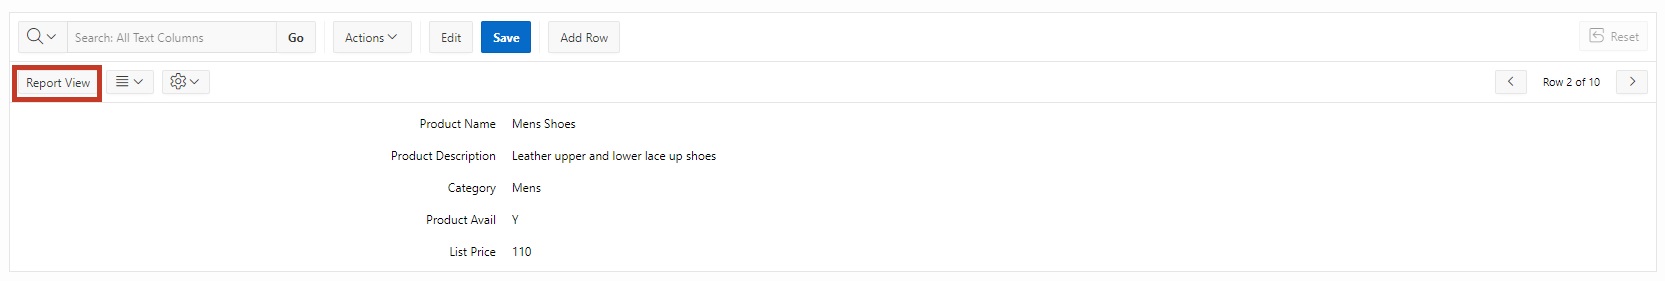 Search: All Text Columns Go Actions Edit Save Add Row Reset
Report View Row 2 of 10
Product Name Mens Shoes
Product Description Leather upper and lower lace up shoes
Category Mens
Product Avail Y
List Price 110